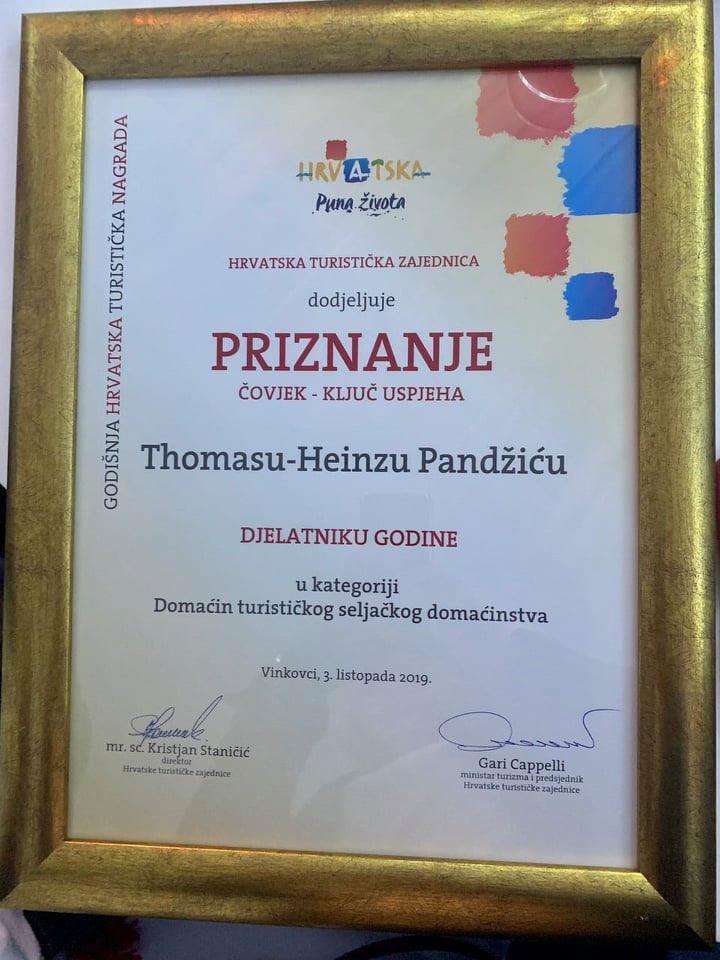 GODIŠNJA HRVATSKA TURISTIČKA NAGRADA
HRVATSKA
Puna života
HRVATSKA TURISTIČKA ZAJEDNICA
dodjeljuje
PRIZNANJE
ČOVJEK - KLJUČ USPJEHA
Thomasu-Heinzu Pandžiću
DJELATNIKU GODINE
u kategoriji
Domaćin turističkog seljačkog domaćinstva
Vinkovci, 3. listopada 2019.
mr. sc. Kristjan Staničić
direktor
Hrvatske turističke zajednice
Gari Cappelli
ministar turizma i predsjednik
Hrvatske turističke zajednice